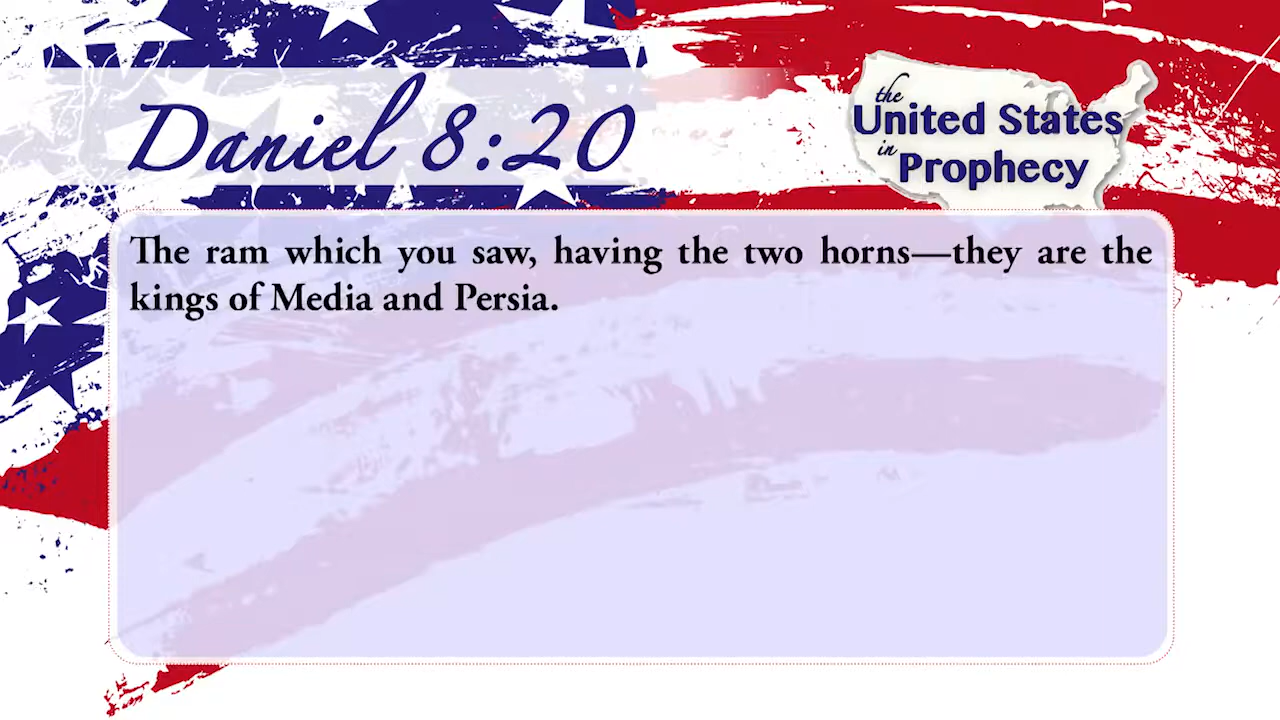 Daniel 8:20
the
United States
in
Prophecy
The ram which you saw, having the two horns—they are the
kings of Media and Persia.